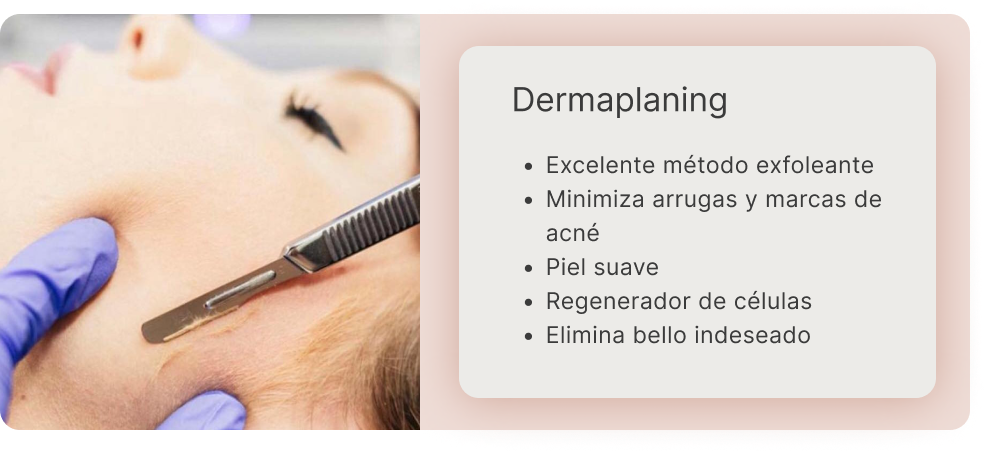 Dermaplaning
• Excelente método exfoleante
• Minimiza arrugas y marcas de
acné
• Piel suave
• Regenerador de células
• Elimina bello indeseado